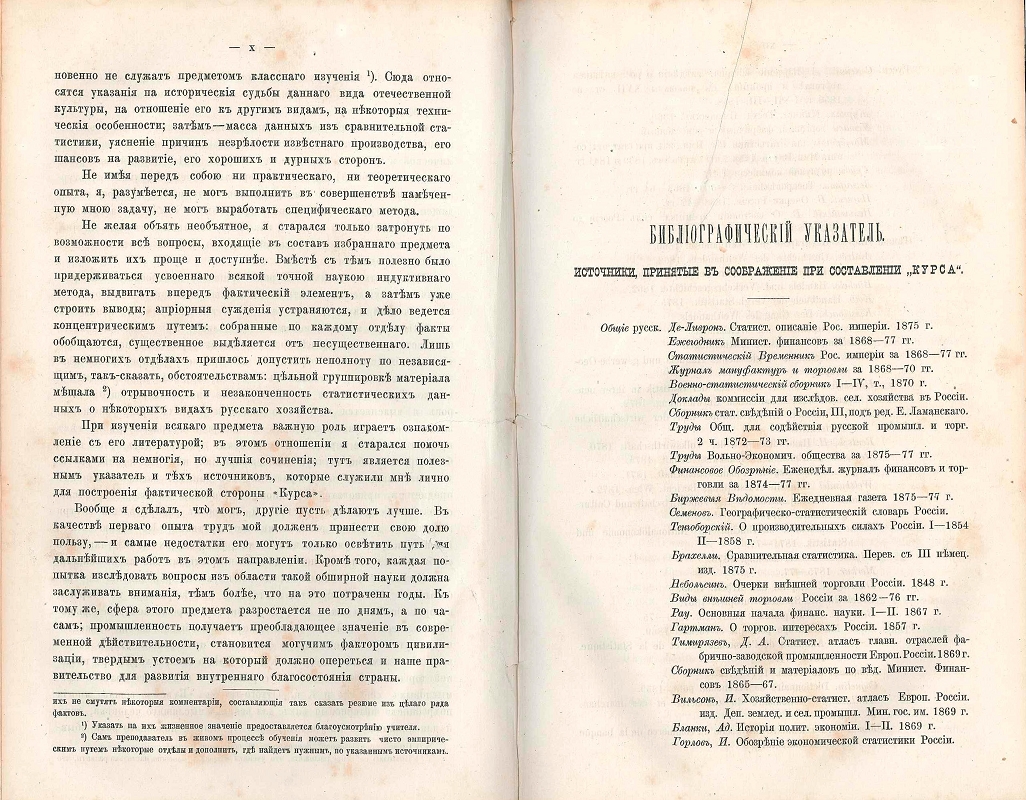 — x —
новенно не служатъ предметомъ класснаго изученія ¹). Сюда отно-
сятся указанія на историческія судьбы даннаго вида отечественной
культуры, на отношеніе его къ другимъ видамъ, на нѣкоторыя техни-
ческія особенности; затѣмъ—масса данныхъ изъ сравнительной ста-
тистики, уясненіе причинъ незрѣлости извѣстнаго производства, его
шансовъ на развитіе, его хорошихъ и дурныхъ сторонъ.
Не имѣя передъ собою ни практическаго, ни теоретическаго
опыта, я, разумѣется, не могъ выполнить въ совершенствѣ намѣчен-
ную мною задачу, не могъ выработать специфическаго метода.
Не желая объять необъятное, я старался только затронуть по
возможности всѣ вопросы, входящіе въ составъ избраннаго предмета
и изложить ихъ проще и доступнѣе. Вмѣстѣ съ тѣмъ полезно было
придерживаться усвоеннаго всякой точной наукою индуктивнаго
метода, выдвигать впередъ фактическій элементъ, а затѣмъ уже
строить выводы; апріорныя сужденія устраняются, и дѣло ведется
концентрическимъ путемъ: собранные по каждому отдѣлу факты
обобщаются, существенное выдѣляется отъ несущественнаго. Лишь
въ немногихъ отдѣлахъ пришлось допустить неполноту по независя-
щимъ, такъ-сказать, обстоятельствамъ: цѣльной группировкѣ матеріала
мѣшала ²) отрывочность и незаконченность статистическихъ дан-
ныхъ о нѣкоторыхъ видахъ русскаго хозяйства.
При изученіи всякаго предмета важную роль играетъ ознаком-
леніе съ его литературой; въ этомъ отношеніи я старался помочь
ссылками на немногія, но лучшія сочиненія; тутъ является полез-
нымъ указатель и тѣхъ источниковъ, которые служили мнѣ лично
для построенія фактической стороны «Курса».
Вообще я сдѣлалъ, что̀ могъ, другіе пусть дѣлаютъ лучше. Въ
качествѣ перваго опыта трудъ мой долженъ принести свою долю
пользу,—и самые недостатки его могутъ только освѣтить путь
дальнѣйшихъ работъ въ этомъ направленіи. Кромѣ того, каждая по-
пытка изслѣдовать вопросы изъ области такой обширной науки должна
заслуживать вниманія, тѣмъ болѣе, что на это потрачены годы. Къ
тому же, сфера этого предмета разростается не по днямъ, а по ча-
самъ; промышленность получаетъ преобладающее значеніе въ совре-
менной дѣйствительности, становится могучимъ факторомъ цивили-
заціи, твердымъ устоемъ на который должно опереться и наше пра-
вительство для развитія внутренняго благосостоянія страны.
ихъ не смутятъ нѣкоторыя комментаріи, составляющія такъ сказать резюме изъ цѣлаго ряда
фактовъ.
¹) Указать на ихъ жизненное значеніе предоставляется благоусмотрѣнію учителя.
²) Самъ преподаватель въ живомъ процессѣ обученія можетъ развить чисто эмпириче-
скимъ путемъ нѣкоторые отдѣлы и дополнить, гдѣ найдетъ нужнымъ, по указаннымъ источникамъ.
БИБЛІОГРАФИЧЕСКІЙ УКАЗАТЕЛЬ.
ИСТОЧНИКИ, ПРИНЯТЫЕ ВЪ СООБРАЖЕНІЕ ПРИ СОСТАВЛЕНІИ „КУРСА“.
Общіе русск. Де-Ливронъ. Статист. описаніе Рос. имперіи. 1875 г.
Ежегодникъ Минист. финансовъ за 1868—77 гг.
Статистическій Временникъ Рос. имперіи за 1868—77 гг.
Журналъ мануфактуръ и торговли за 1868—70 гг.
Военно-статистическій сборникъ I—IV, т., 1870 г.
Доклады коммиссіи для изслѣдов. сел. хозяйства въ Россіи.
Сборникъ стат. свѣдѣній о Россіи, III, подъ ред. Е. Ламанскаго.
Труды Общ. для содѣйствія русской промышл. и торг.
2 ч. 1872—73 гг.
Труды Вольно-Экономич. общества за 1875—77 гг.
Финансовое Обозрѣніе. Еженедѣл. журналъ финансовъ и тор-
говли за 1874—77 гг.
Биржевыя Вѣдомости. Ежедневная газета 1875—77 г.
Семеновъ. Географическо-статистическій словарь Россіи.
Тенгоборскій. О производительныхъ силахъ Россіи. I—1854
II—1858 г.
Брахелли. Сравнительная статистика. Перев. съ III нѣмец.
изд. 1875 г.
Небольсинъ. Очерки внѣшней торговли Россіи. 1848 г.
Виды внѣшней торговли Россіи за 1862—76 гг.
Рау. Основныя начала финанс. науки. I—II. 1867 г.
Гартманъ. О торгов. интересахъ Россіи. 1857 г.
Тимирязевъ, Д. А. Статист. атласъ главн. отраслей фа-
брично-заводской промышленности Европ. Россіи. 1869 г.
Сборникъ свѣдѣній и матеріаловъ по вѣд. Минист. Финан-
совъ 1865—67.
Вильсонъ, И. Хозяйственно-статист. атласъ Европ. Россіи.
изд. Деп. землед. и сел. промышл. Мин. гос. им. 1869 г.
Бланки, Ад. Исторія полит. экономіи. I—II. 1869 г.
Горловъ, И. Обозрѣніе экономической статистики Россіи.